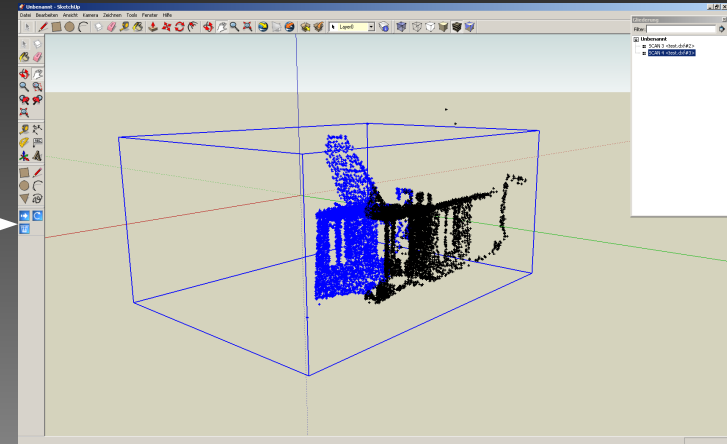 Unbenannt - SketchUp
Datei Bearbeiten Ansicht Kamera Zeichnen Tools Fenster Hilfe
Layer0
Gliederung
Filter:
Unbenannt
SCAN 3 <test.dxf#2>
SCAN 4 <test.dxf#3>